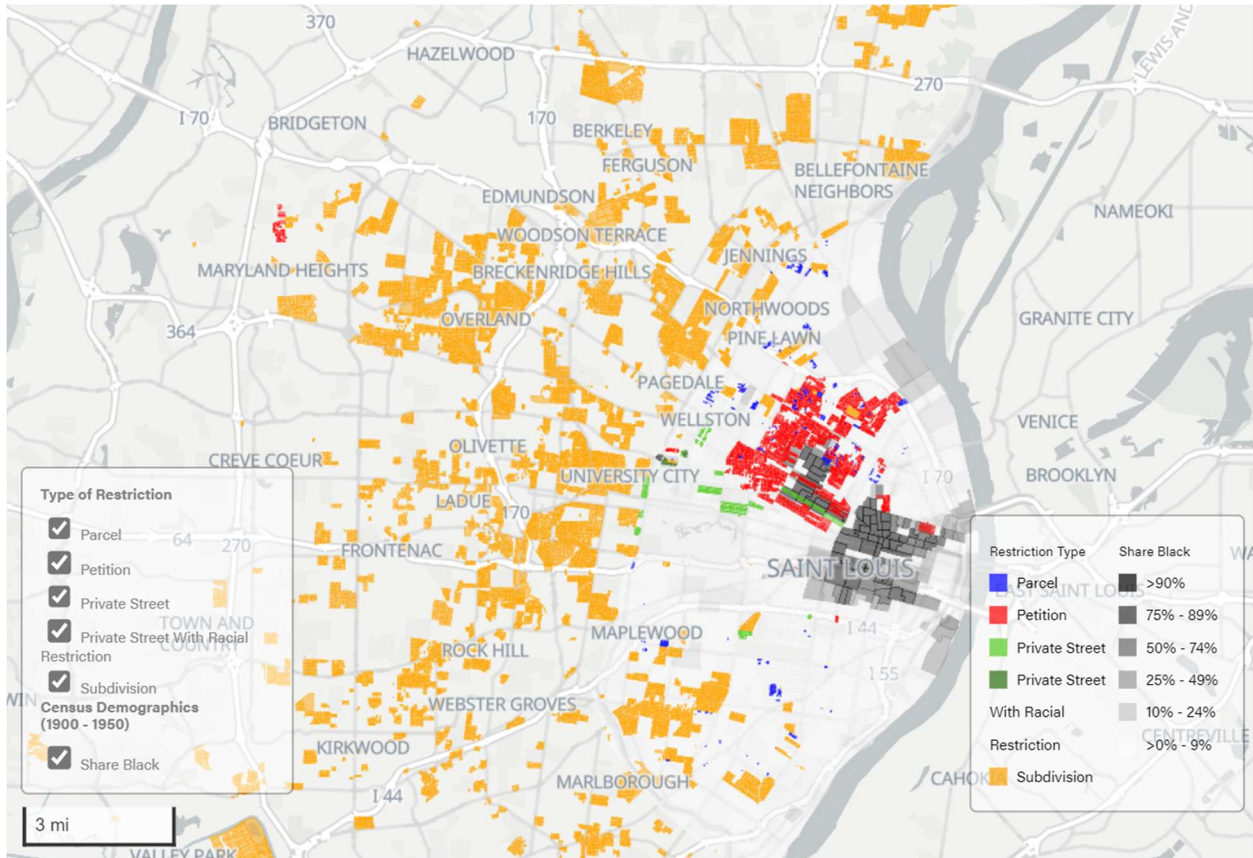 370
HAZELWOOD
LEWIS AND
270
I 70
BRIDGETON
170
BERKELEY
FERGUSON
BELLEFONTAINE
NEIGHBORS
EDMUNDSON
NAMEOKI
WOODSON TERRACE
JENNINGS
MARYLAND HEIGHTS
BRECKENRIDGE HILLS
NORTHWOODS
OVERLAND
GRANITE CITY
364
PINE LAWN
PAGEDALE
WELLSTON
VENICE
OLIVETTE
CREVE COEUR
UNIVERSITY CITY
I 70
BROOKLYN
LADUE
170
64
270
FRONTENAC
SAINT LOUIS
EAST SAINT LOUIS
WA
TOWN AND
COUNTRY
MAPLEWOOD
I 44
ROCK HILL
I 55
WIN
WEBSTER GROVES
CENTREVILLE
KIRKWOOD
MARLBOROUGH
CAHOKIA
I 44
VALLEY PARK
Type of Restriction
Parcel
Petition
Private Street
Private Street With Racial
Restriction
Subdivision
Census Demographics
(1900 - 1950)
Share Black
3 mi
Restriction Type Share Black
Parcel >90%
Petition 75% - 89%
Private Street 50% - 74%
Private Street 25% - 49%
With Racial 10% - 24%
Restriction >0% - 9%
Subdivision